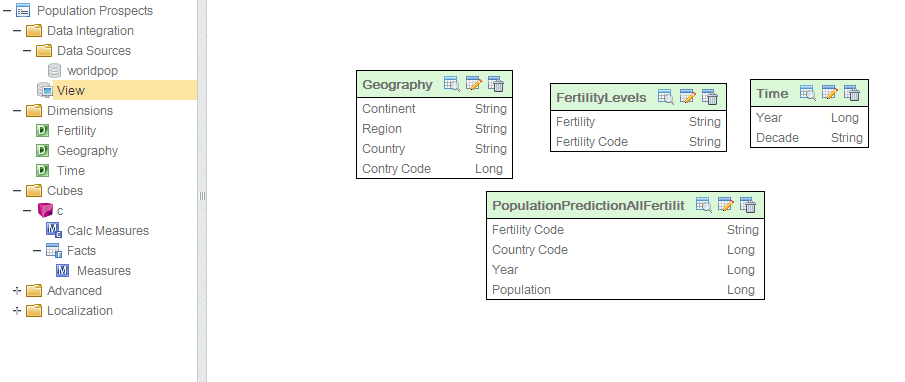 Population Prospects
Data Integration
Data Sources
worldpop
View
Dimensions
Fertility
Geography
Time
Cubes
c
Calc Measures
Facts
Measures
Advanced
Localization
Geography
Continent String
Region String
Country String
Contry Code Long
FertilityLevels
Fertility String
Fertility Code String
Time
Year Long
Decade String
PopulationPredictionAllFertilit
Fertility Code String
Country Code Long
Year Long
Population Long